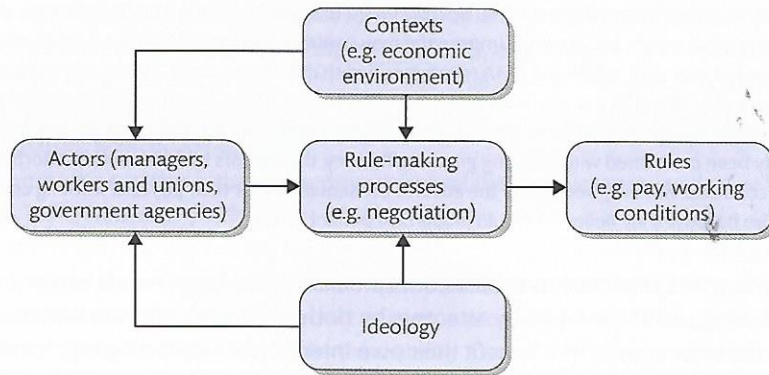 Contexts
(e.g. economic
environment)
Actors (managers,
workers and unions,
government agencies)
Rule-making
processes
(e.g. negotiation)
Rules
(e.g. pay, working
conditions)
Ideology